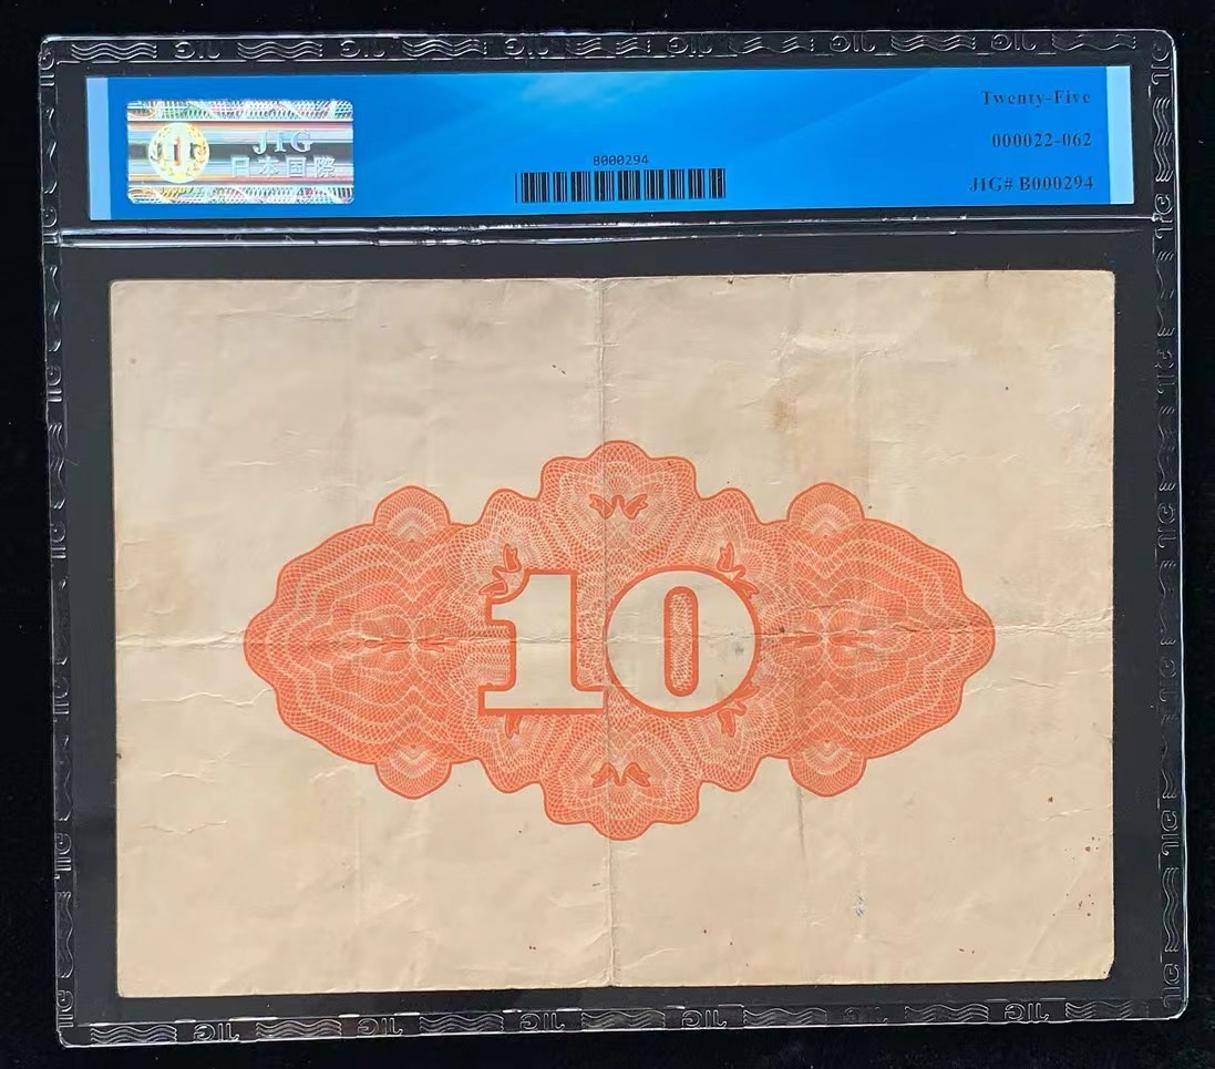 JIG
日本国際
B000294
Twenty-Five
000022-062
JIG# B000294
10